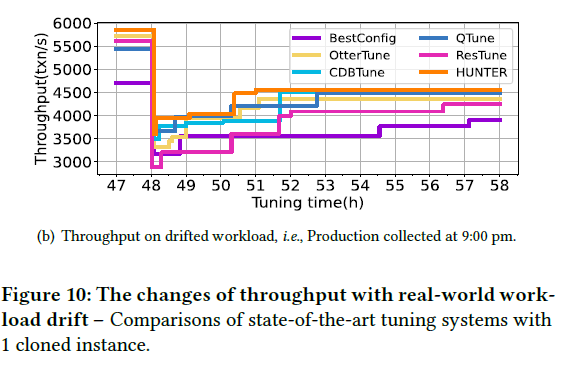 6000
5500
5000
4500
4000
3500
3000
Throughput(txn/s)
BestConfig
OtterTune
CDBTune
QTune
ResTune
HUNTER
47 48 49 50 51 52 53 54 55 56 57 58
Tuning time(h)
(b) Throughput on drifted workload, i.e., Production collected at 9:00 pm.
Figure 10: The changes of throughput with real-world work-
load drift – Comparisons of state-of-the-art tuning systems with
1 cloned instance.